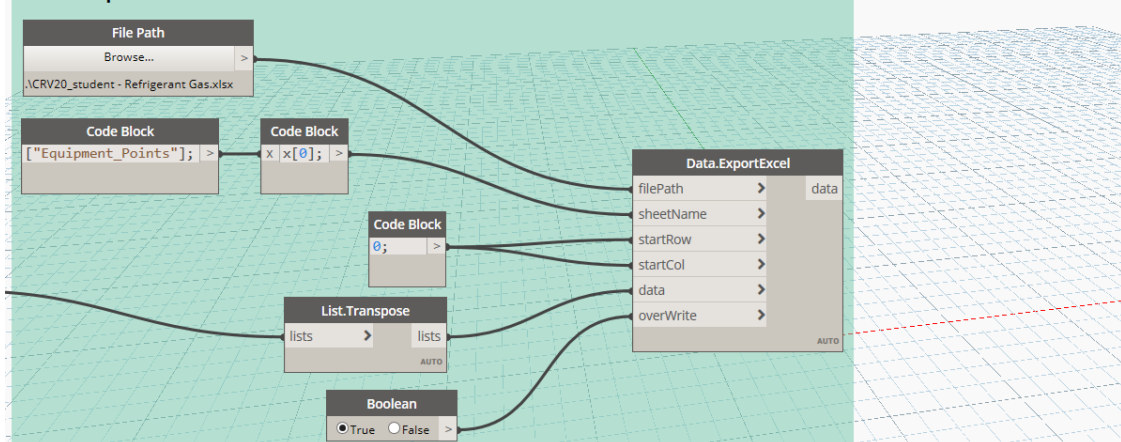 File Path
Browse... >
.\CRV20_student - Refrigerant Gas.xlsx
Code Block
["Equipment_Points"]; >
Code Block
x x[0]; >
Data.ExportExcel
filePath > data
sheetName >
startRow >
startCol >
data >
overWrite >
AUTO
Code Block
0; >
List.Transpose
lists > lists
AUTO
Boolean
True False >